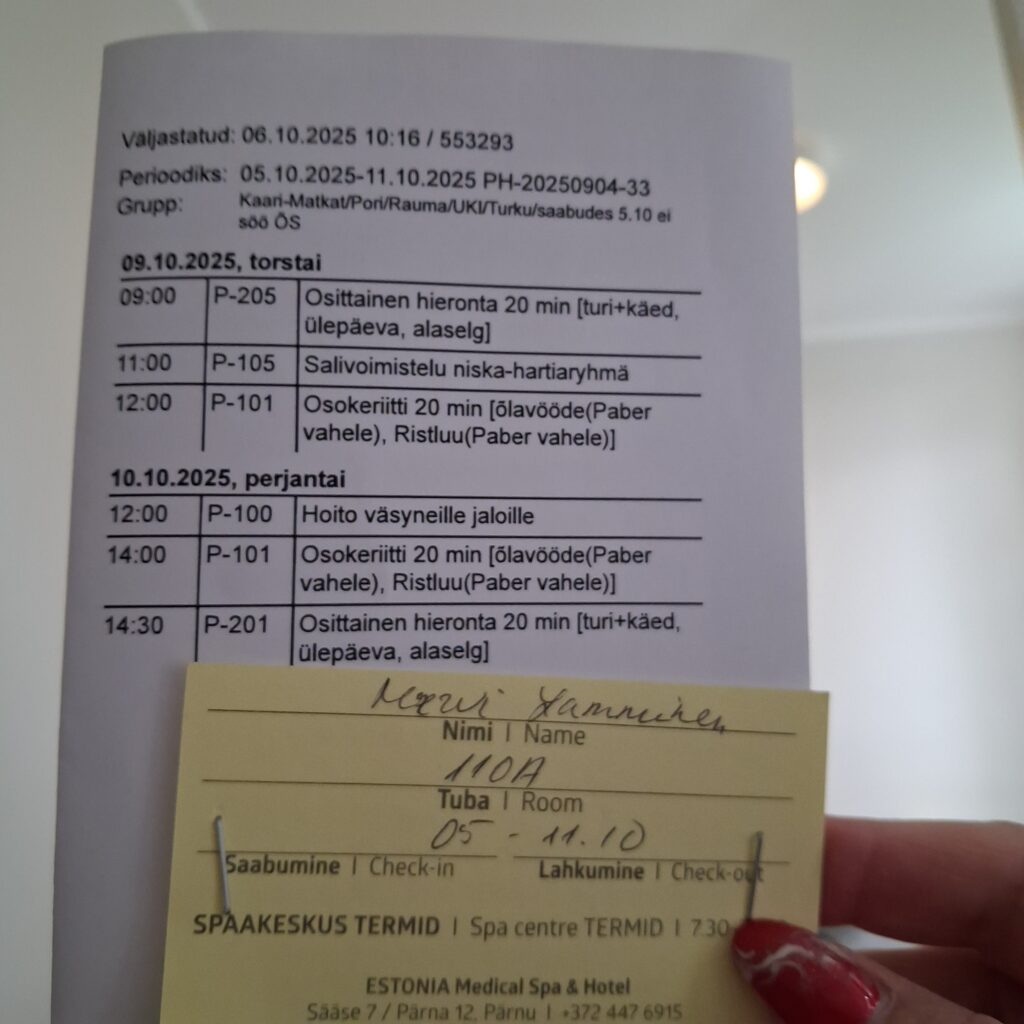 Väljastatud: 06.10.2025 10:16 / 553293
Perioodiks: 05.10.2025-11.10.2025 PH-20250904-33
Grupp: Kaari-Matkat/Pori/Rauma/UKI/Turku/saabudes 5.10 ei
söö ÕS
09.10.2025, torstai
09:00 P-205 Osittainen hieronta 20 min [turi+käed,
ülepäeva, alaselg]
11:00 P-105 Salivoimistelu niska-hartiaryhmä
12:00 P-101 Osokeriitti 20 min [õlavööde(Paber
vahele), Ristluu(Paber vahele)]
10.10.2025, perjantai
12:00 P-100 Hoito väsyneille jaloille
14:00 P-101 Osokeriitti 20 min [õlavööde(Paber
vahele), Ristluu(Paber vahele)]
14:30 P-201 Osittainen hieronta 20 min [turi+käed,
ülepäeva, alaselg]
Nimi | Name
110A
Tuba | Room
05 - 11.10
Saabumine | Check-in Lahkumine | Check-out
SPAAKESKUS TERMID | Spa centre TERMID | 7.30
ESTONIA Medical Spa & Hotel
Sääse 7 / Pärna 12, Pärnu | +372 447 6915